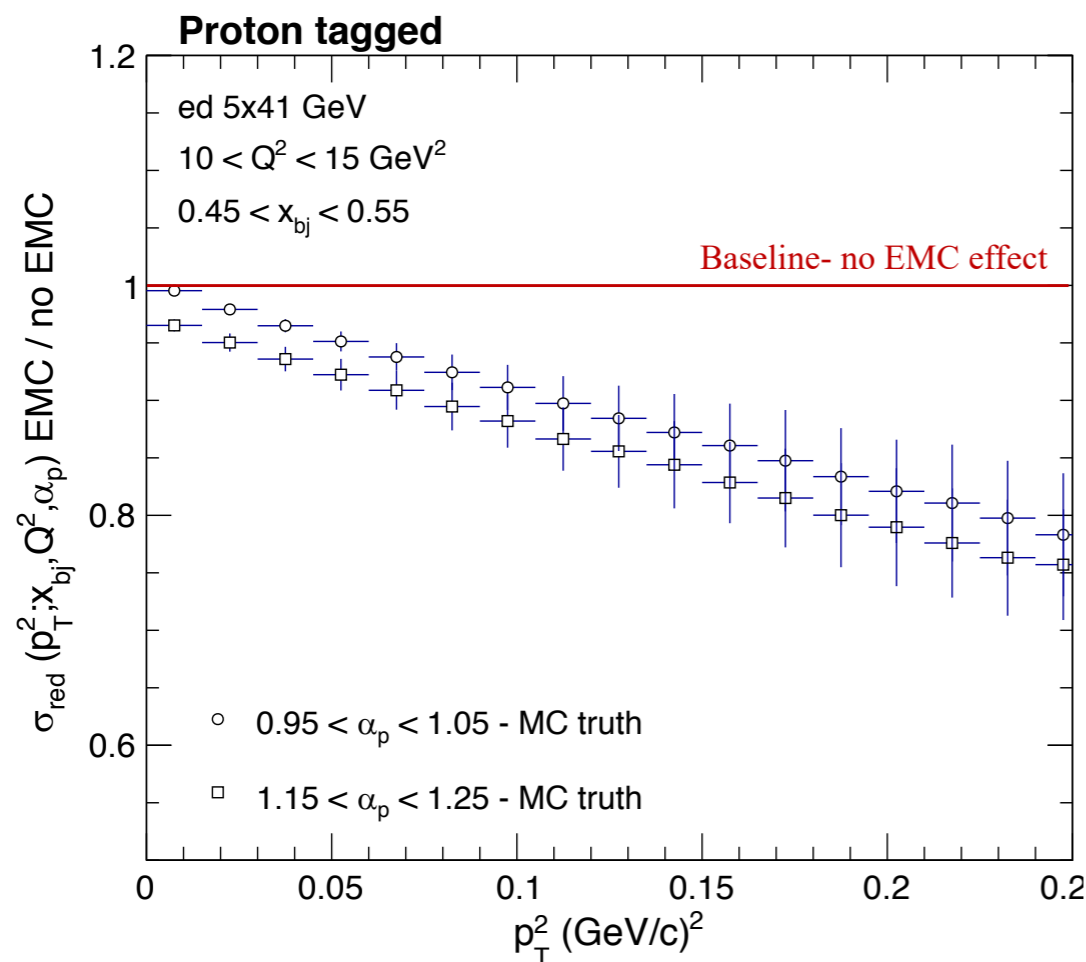 Proton tagged
1.2
ed 5x41 GeV
10 < Q² < 15 GeV²
0.45 < x_bj < 0.55
Baseline- no EMC effect
1
0.8
0.6
σ_red (p_T²;x_bj,Q²,α_p) EMC / no EMC
0.95 < α_p < 1.05 - MC truth
1.15 < α_p < 1.25 - MC truth
0 0.05 0.1 0.15 0.2 0.2
p_T² (GeV/c)²